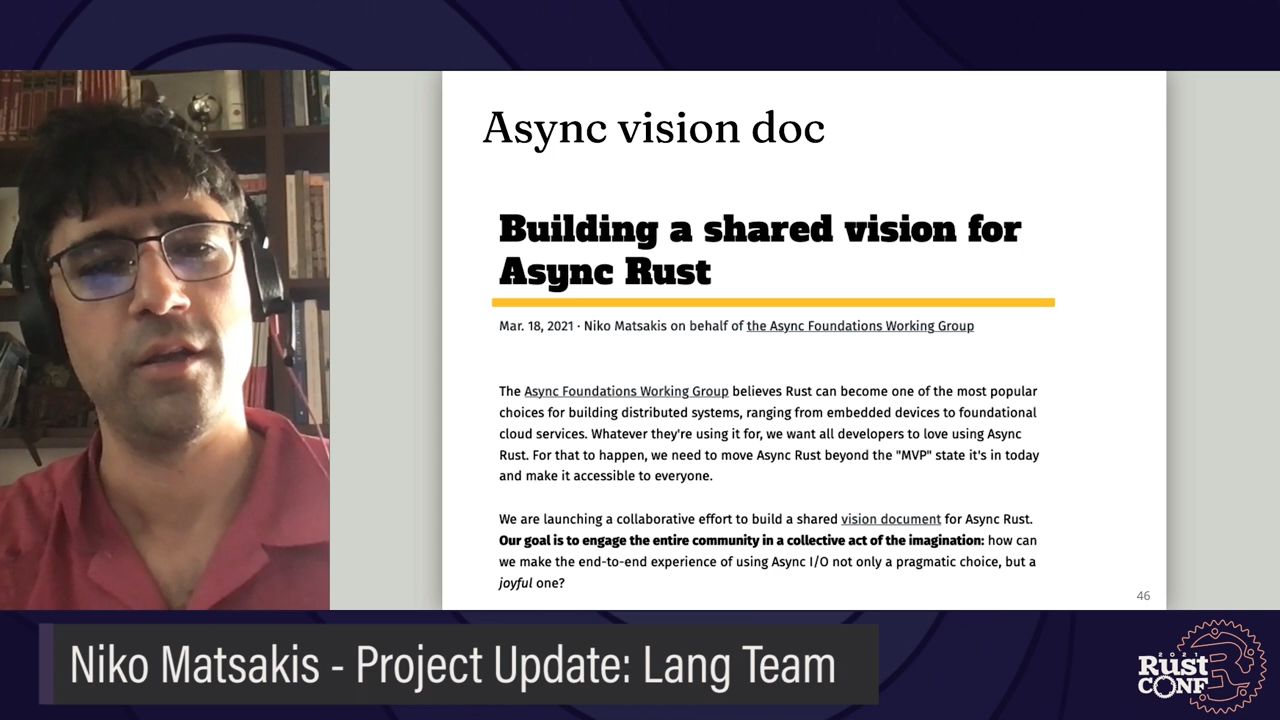 Async vision doc
Building a shared vision for
Async Rust
Mar. 18, 2021 · Niko Matsakis on behalf of the Async Foundations Working Group
The Async Foundations Working Group believes Rust can become one of the most popular
choices for building distributed systems, ranging from embedded devices to foundational
cloud services. Whatever they're using it for, we want all developers to love using Async
Rust. For that to happen, we need to move Async Rust beyond the "MVP" state it's in today
and make it accessible to everyone.
We are launching a collaborative effort to build a shared vision document for Async Rust.
Our goal is to engage the entire community in a collective act of the imagination: how can
we make the end-to-end experience of using Async I/O not only a pragmatic choice, but a
joyful one?
46
Niko Matsakis - Project Update: Lang Team
Rust
CONF